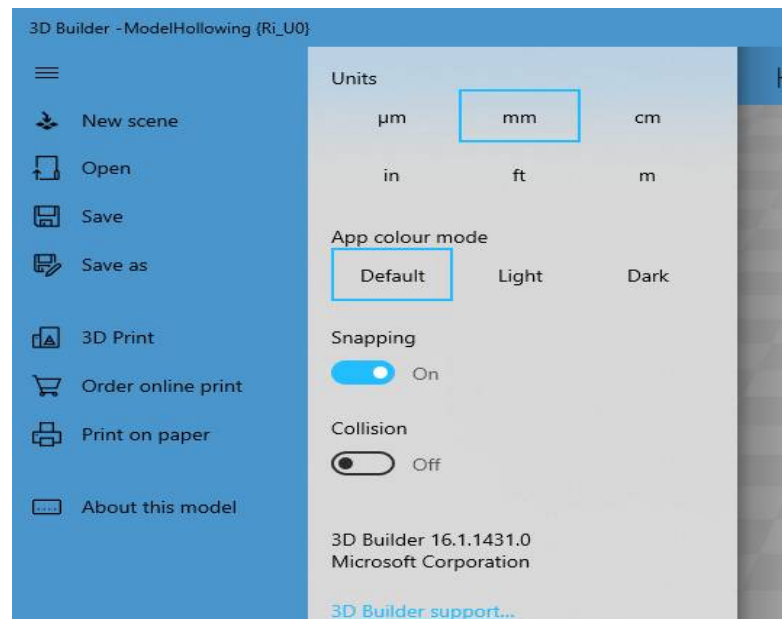 3D Builder -ModelHollowing {Ri_U0}
New scene
Open
Save
Save as
3D Print
Order online print
Print on paper
About this model
Units
µm mm cm
in ft m
App colour mode
Default Light Dark
Snapping
On
Collision
Off
3D Builder 16.1.1431.0
Microsoft Corporation
3D Builder support...